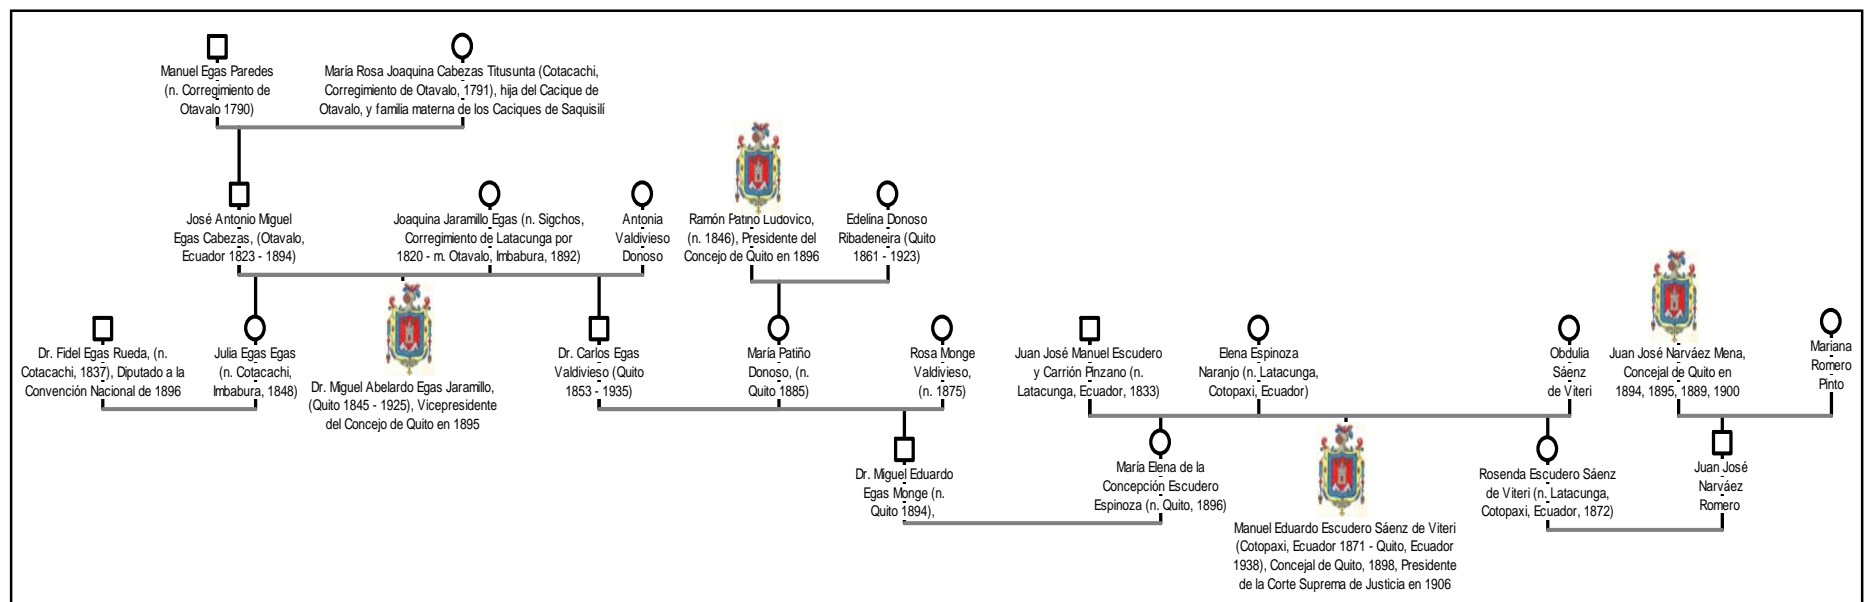 Manuel Egas Paredes
(n. Corregimiento de
Otavalo 1790)
María Rosa Joaquina Cabezas Titusunta (Cotacachi,
Corregimiento de Otavalo, 1791), hija del Cacique de
Otavalo, y familia materna de los Caciques de Saquisilí
José Antonio Miguel
Egas Cabezas, (Otavalo,
Ecuador 1823 - 1894)
Joaquina Jaramillo Egas (n. Sigchos,
Corregimiento de Latacunga por
1820 - m. Otavalo, Imbabura, 1892)
Antonia
Valdivieso
Donoso
Ramón Patiño Ludovico,
(n. 1846), Presidente del
Concejo de Quito en 1896
Edelina Donoso
Ribadeneira (Quito
1861 - 1923)
Dr. Fidel Egas Rueda, (n.
Cotacachi, 1837), Diputado a la
Convención Nacional de 1896
Julia Egas Egas
(n. Cotacachi,
Imbabura, 1848)
Dr. Miguel Abelardo Egas Jaramillo,
(Quito 1845 - 1925), Vicepresidente
del Concejo de Quito en 1895
Dr. Carlos Egas
Valdivieso (Quito
1853 - 1935)
María Patiño
Donoso, (n.
Quito 1885)
Rosa Monge
Valdivieso,
(n. 1875)
Juan José Manuel Escudero
y Carrión Pinzano (n.
Latacunga, Ecuador, 1833)
Elena Espinoza
Naranjo (n. Latacunga,
Cotopaxi, Ecuador)
Obdulia
Sáenz
de Viteri
Juan José Narváez Mena,
Concejal de Quito en
1894, 1895, 1889, 1900
Mariana
Romero
Pinto
Dr. Miguel Eduardo
Egas Monge (n.
Quito 1894),
María Elena de la
Concepción Escudero
Espinoza (n. Quito, 1896)
Manuel Eduardo Escudero Sáenz de Viteri
(Cotopaxi, Ecuador 1871 - Quito, Ecuador
1938), Concejal de Quito, 1898, Presidente
de la Corte Suprema de Justicia en 1906
Rosenda Escudero Sáenz
de Viteri (n. Latacunga,
Cotopaxi, Ecuador, 1872)
Juan José
Narváez
Romero